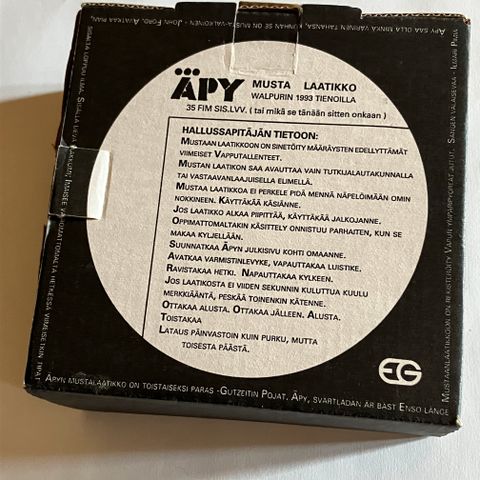 ÄPY MUSTA LAATIKKO
WALPURIN 1993 TIENOILLA
35 FIM SIS.LVV. ( tai mikä se tänään sitten onkaan )
HALLUSSAPITÄJÄN TIETOON:
MUSTAAN LAATIKKOON ON SINETÖITY MÄÄRÄYSTEN EDELLYTTÄMÄT
VIIMEISET VAPPUTALLENTEET.
MUSTAN LAATIKON SAA AVAUTTAA VAIN TUTKIJALAUTAKUNNALLA
TAI VASTAAVANLAAJUISELLA ELIMELLÄ.
MUSTAA LAATIKKOA EI PERKELE PIDÄ MENNÄ NÄPELÖIMÄÄN OMIN
NOKKINEEN. KÄYTTÄKÄÄ KÄSIÄNNE.
JOS LAATIKKO ALKAA PIIPITTÄÄ, KÄYTTÄKÄÄ JALKOJANNE.
OPPIMATTOMALTAKIN KÄSITTELY ONNISTUU PARHAITEN, KUN SE
MAKAA KYLJELLÄÄN.
SUUNNATKAA ÄPYN JULKISIVU KOHTI OMAANNE.
AVATKAA VARMISTINLEVYKE, VAPAUTTAKAA LUISTIKE.
RAVISTAKAA HETKI. NAPAUTTAKAA KYLKEEN.
JOS LAATIKOSTA EI VIIDEN SEKUNNIN KULUTTUA KUULU
MERKKIÄÄNTÄ, PESKÄÄ TOINENKIN KÄTENNE.
OTTAKAA ALUSTA. OTTAKAA JÄLLEEN. ALUSTA.
TOISTAKAA
LATAUS PÄINVASTOIN KUIN PURKU, MUTTA
TOISESTA PÄÄSTÄ.
EG
ÄPYN MUSTALAATIKKO ON TOISTAISEKSI PARAS -GUTZEITIN POJAT. ÄPY, SVARTLADAN ÄR BAST ENSO LANGE